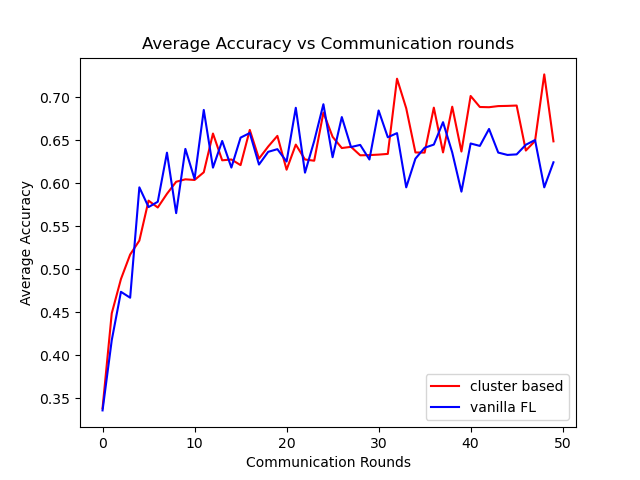 Average Accuracy vs Communication rounds
Average Accuracy
0.70
0.65
0.60
0.55
0.50
0.45
0.40
0.35
cluster based
vanilla FL
0 10 20 30 40 50
Communication Rounds